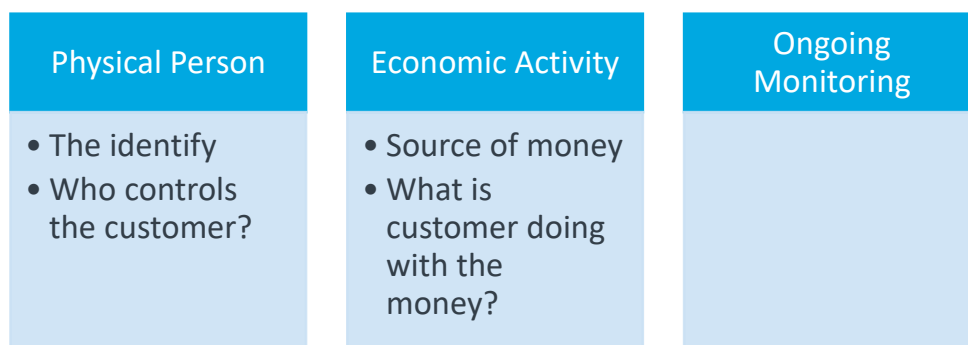 Physical Person
• The identify
• Who controls
the customer?
Economic Activity
• Source of money
• What is
customer doing
with the
money?
Ongoing
Monitoring